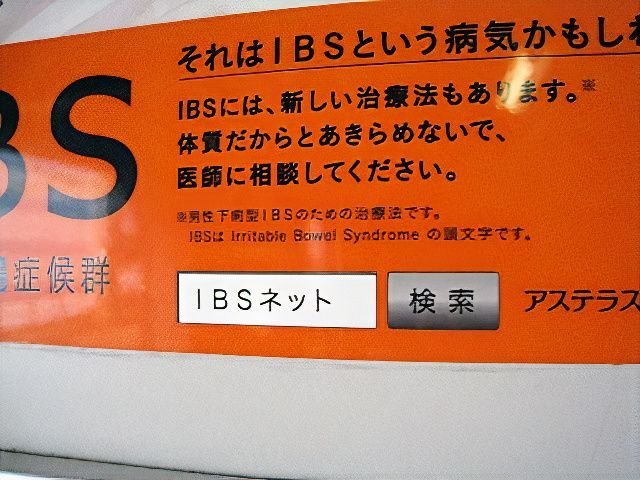 それはIBSという病気かもしれ
IBSには、新しい治療法もあります。※
体質だからとあきらめないで、
医師に相談してください。
※男性下痢型IBSのための治療法です。
IBSは Irritable Bowel Syndrome の頭文字です。
BS
症候群
IBSネット 検索 アステラス